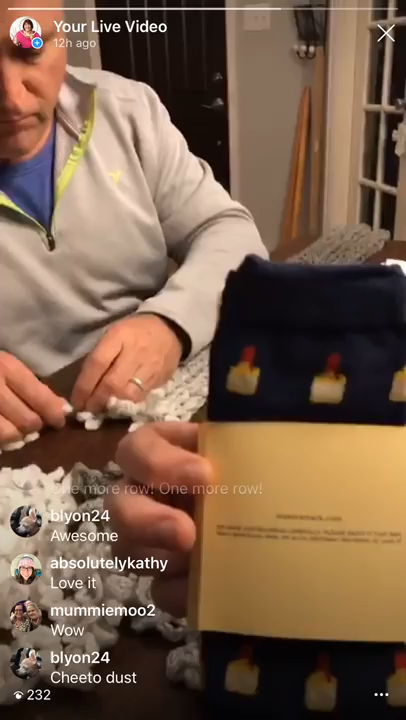 Your Live Video
12h ago
One more row! One more row!
blyon24
Awesome
absolutelykathy
Love it
mummiemoo2
Wow
blyon24
Cheeto dust
232